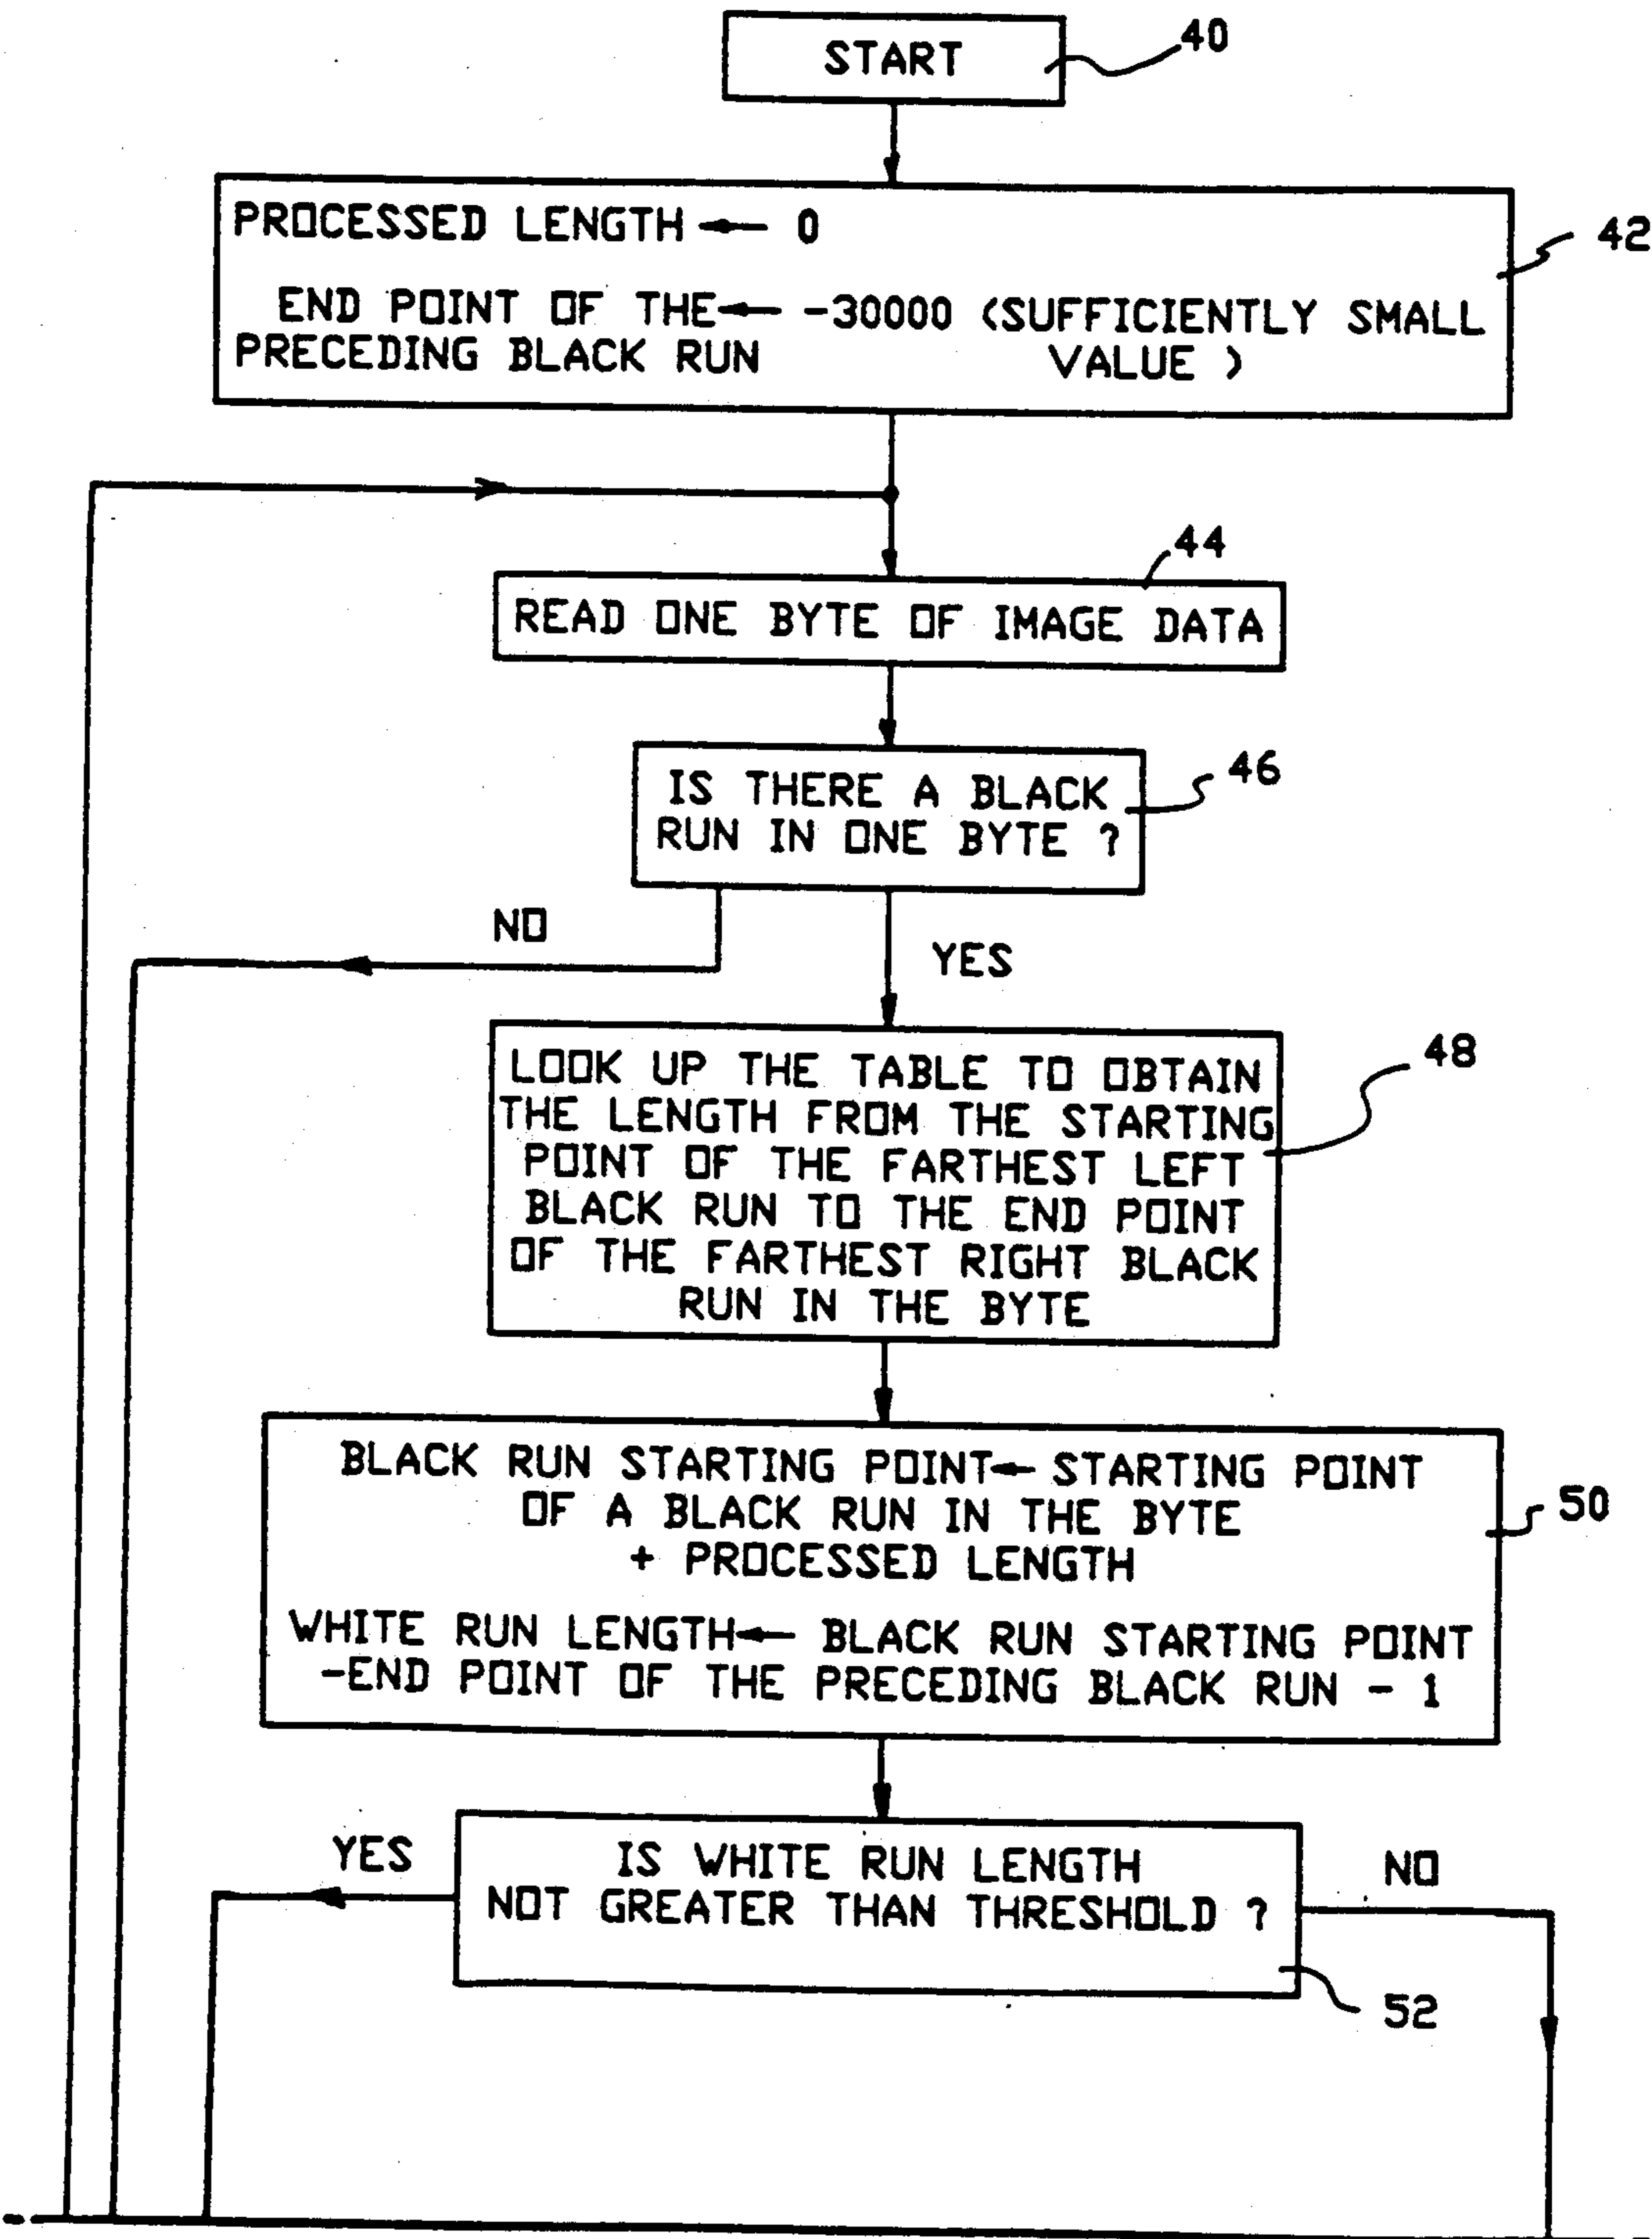 START
40
PROCESSED LENGTH ← 0
42
END POINT OF THE ← -30000 (SUFFICIENTLY SMALL
PRECEDING BLACK RUN VALUE )
44
READ ONE BYTE OF IMAGE DATA
IS THERE A BLACK
RUN IN ONE BYTE ?
46
NO
YES
LOOK UP THE TABLE TO OBTAIN
THE LENGTH FROM THE STARTING
POINT OF THE FARTHEST LEFT
BLACK RUN TO THE END POINT
OF THE FARTHEST RIGHT BLACK
RUN IN THE BYTE
48
BLACK RUN STARTING POINT ← STARTING POINT
OF A BLACK RUN IN THE BYTE
+ PROCESSED LENGTH
50
WHITE RUN LENGTH ← BLACK RUN STARTING POINT
-END POINT OF THE PRECEDING BLACK RUN - 1
YES
IS WHITE RUN LENGTH
NOT GREATER THAN THRESHOLD ?
NO
52